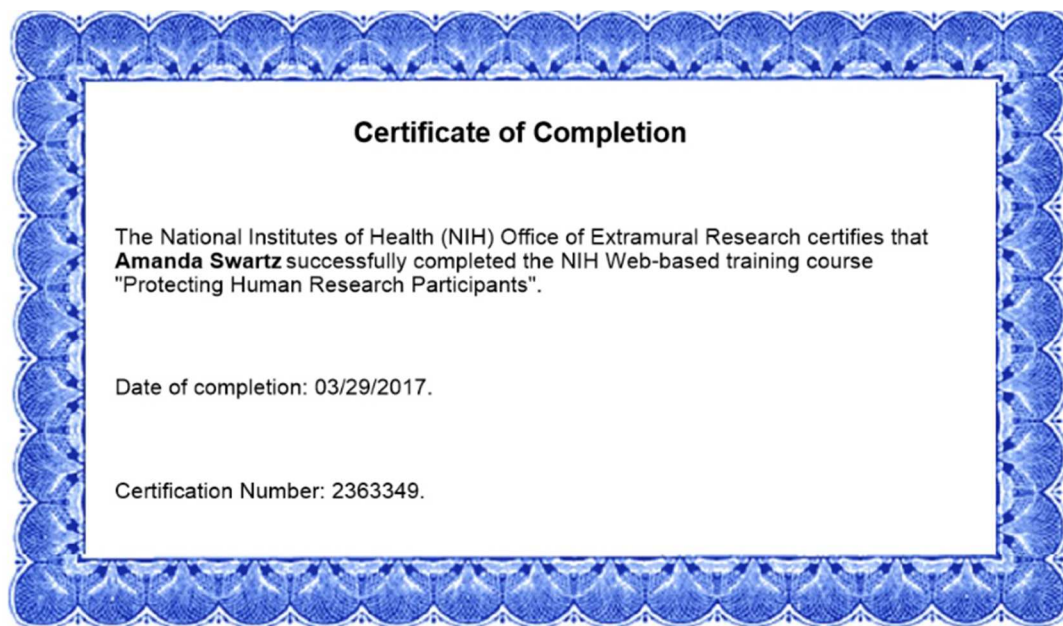 Certificate of Completion
The National Institutes of Health (NIH) Office of Extramural Research certifies that
Amanda Swartz successfully completed the NIH Web-based training course
"Protecting Human Research Participants".
Date of completion: 03/29/2017.
Certification Number: 2363349.